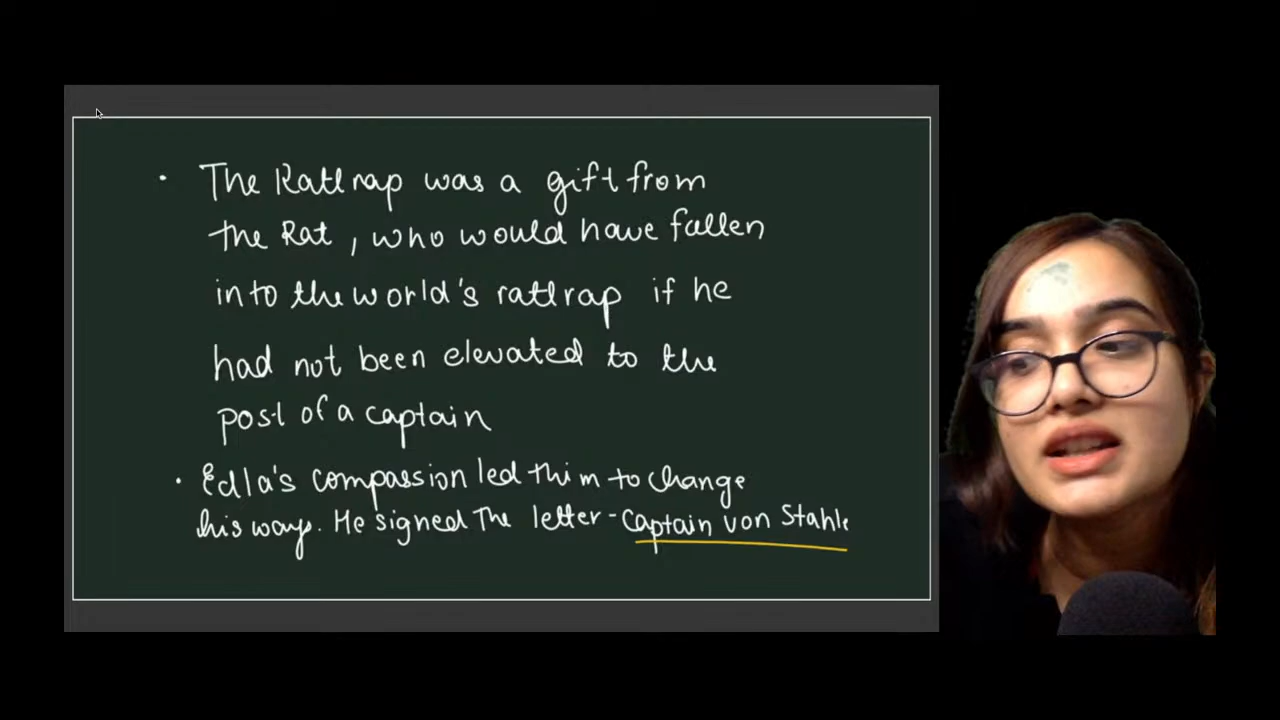 • The Rattrap was a gift from
the Rat, who would have fallen
into the world's rattrap if he
had not been elevated to the
post of a captain
• Edla's compassion led thim to change
his ways. He signed The letter - Captain von Stahle